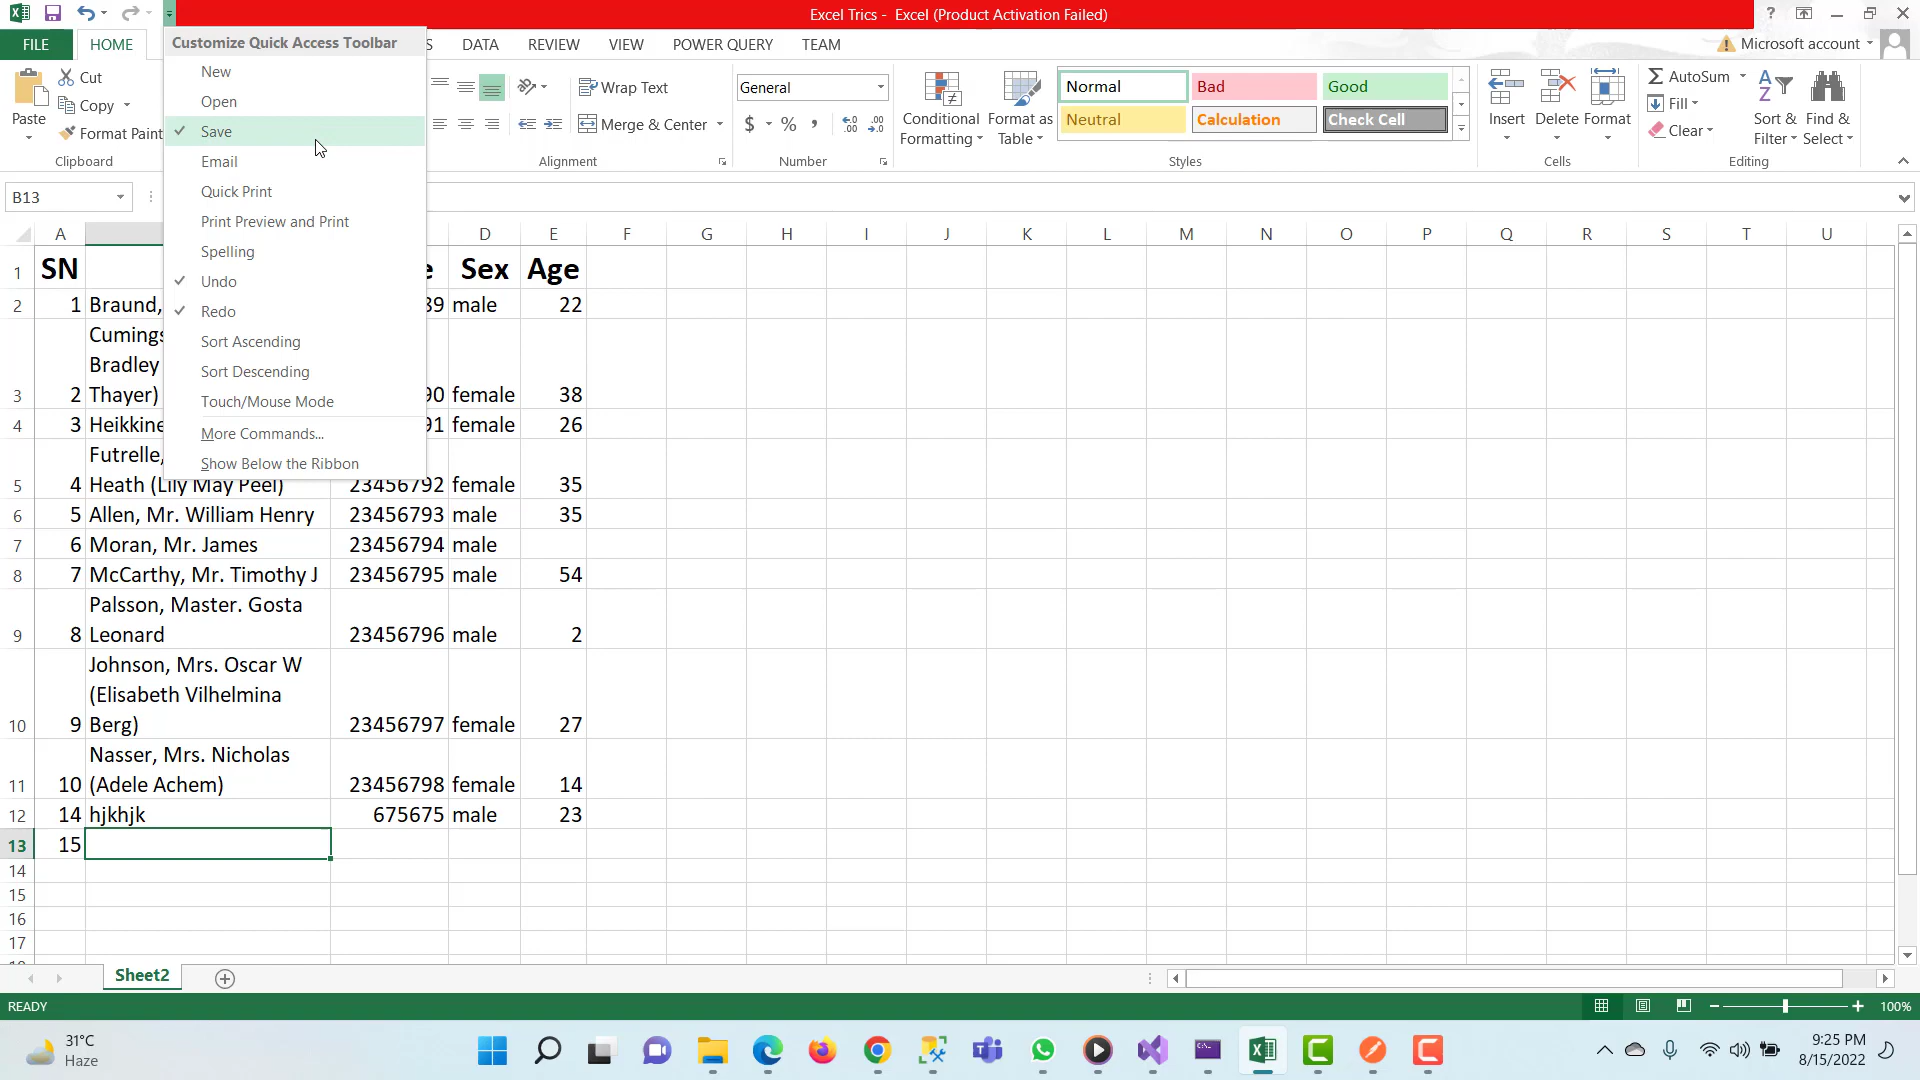 Excel Trics - Excel (Product Activation Failed)
?
FILE HOME S DATA REVIEW VIEW POWER QUERY TEAM Microsoft account
Customize Quick Access Toolbar
New
Open
Save
Email
Quick Print
Print Preview and Print
Spelling
Undo
Redo
Sort Ascending
Sort Descending
Touch/Mouse Mode
More Commands...
Show Below the Ribbon
Paste
Cut
Copy
Format Paint
Clipboard
Wrap Text
Merge & Center
Alignment
General
$ % ,
Number
Conditional Formatting
Format as Table
Normal Bad Good
Neutral Calculation Check Cell
Styles
Insert Delete Format
Cells
AutoSum
Fill
Clear
Sort & Filter
Find & Select
Editing
B13
A D E F G H I J K L M N O P Q R S T U
1 SN e Sex Age
2 1 Braund, 89 male 22
Cumings
Bradley
3 2 Thayer) 90 female 38
4 3 Heikkine 91 female 26
Futrelle,
5 4 Heath (Lily May Peel) 23456792 female 35
6 5 Allen, Mr. William Henry 23456793 male 35
7 6 Moran, Mr. James 23456794 male
8 7 McCarthy, Mr. Timothy J 23456795 male 54
Palsson, Master. Gosta
9 8 Leonard 23456796 male 2
Johnson, Mrs. Oscar W
(Elisabeth Vilhelmina
10 9 Berg) 23456797 female 27
Nasser, Mrs. Nicholas
11 10 (Adele Achem) 23456798 female 14
12 14 hjkhjk 675675 male 23
13 15
14
15
16
17
Sheet2
READY 100%
31°C
Haze
9:25 PM
8/15/2022